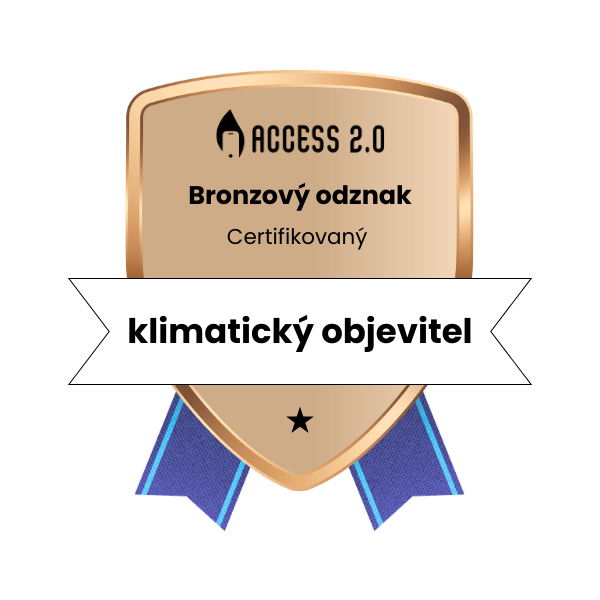 ACCESS 2.0
Bronzový odznak
Certifikovaný
klimatický objevitel